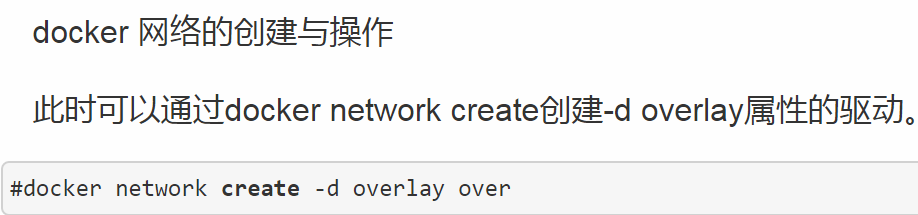 docker 网络的创建与操作
此时可以通过docker network create创建-d overlay属性的驱动。
#docker network create -d overlay over